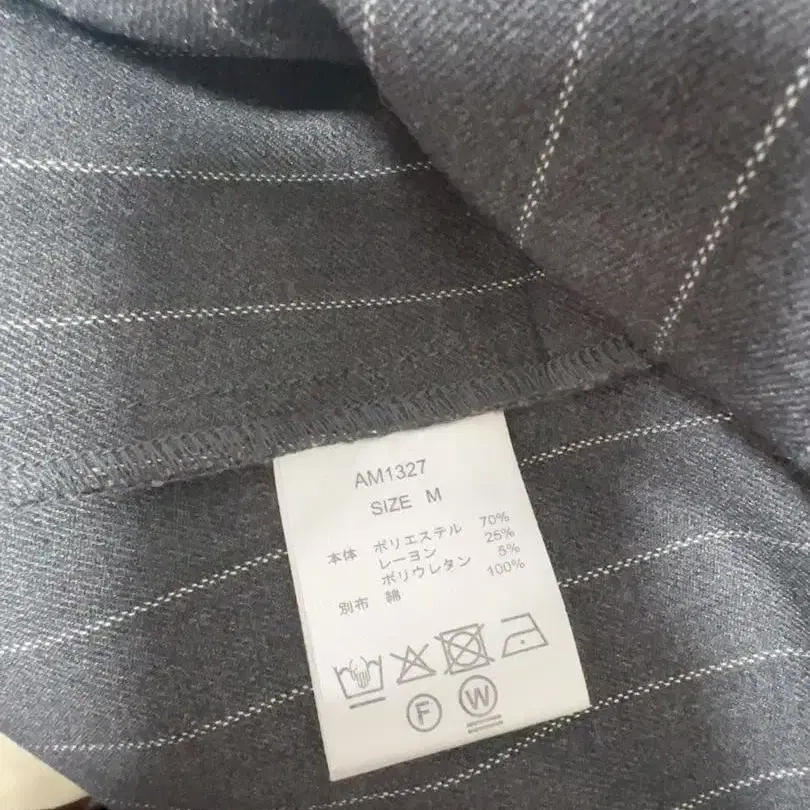 AM1327
SIZE M
本体 ポリエステル 70%
レーヨン 25%
ポリウレタン 5%
別布 綿 100%
F W